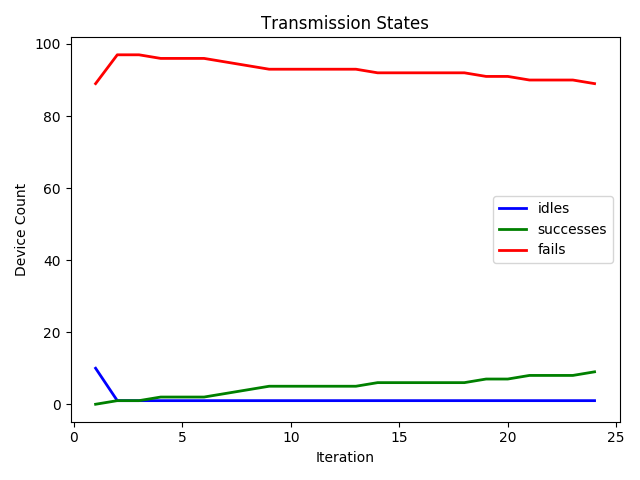 Transmission States
Device Count
100
80
60
40
20
0
idles
successes
fails
0 5 10 15 20 25
Iteration